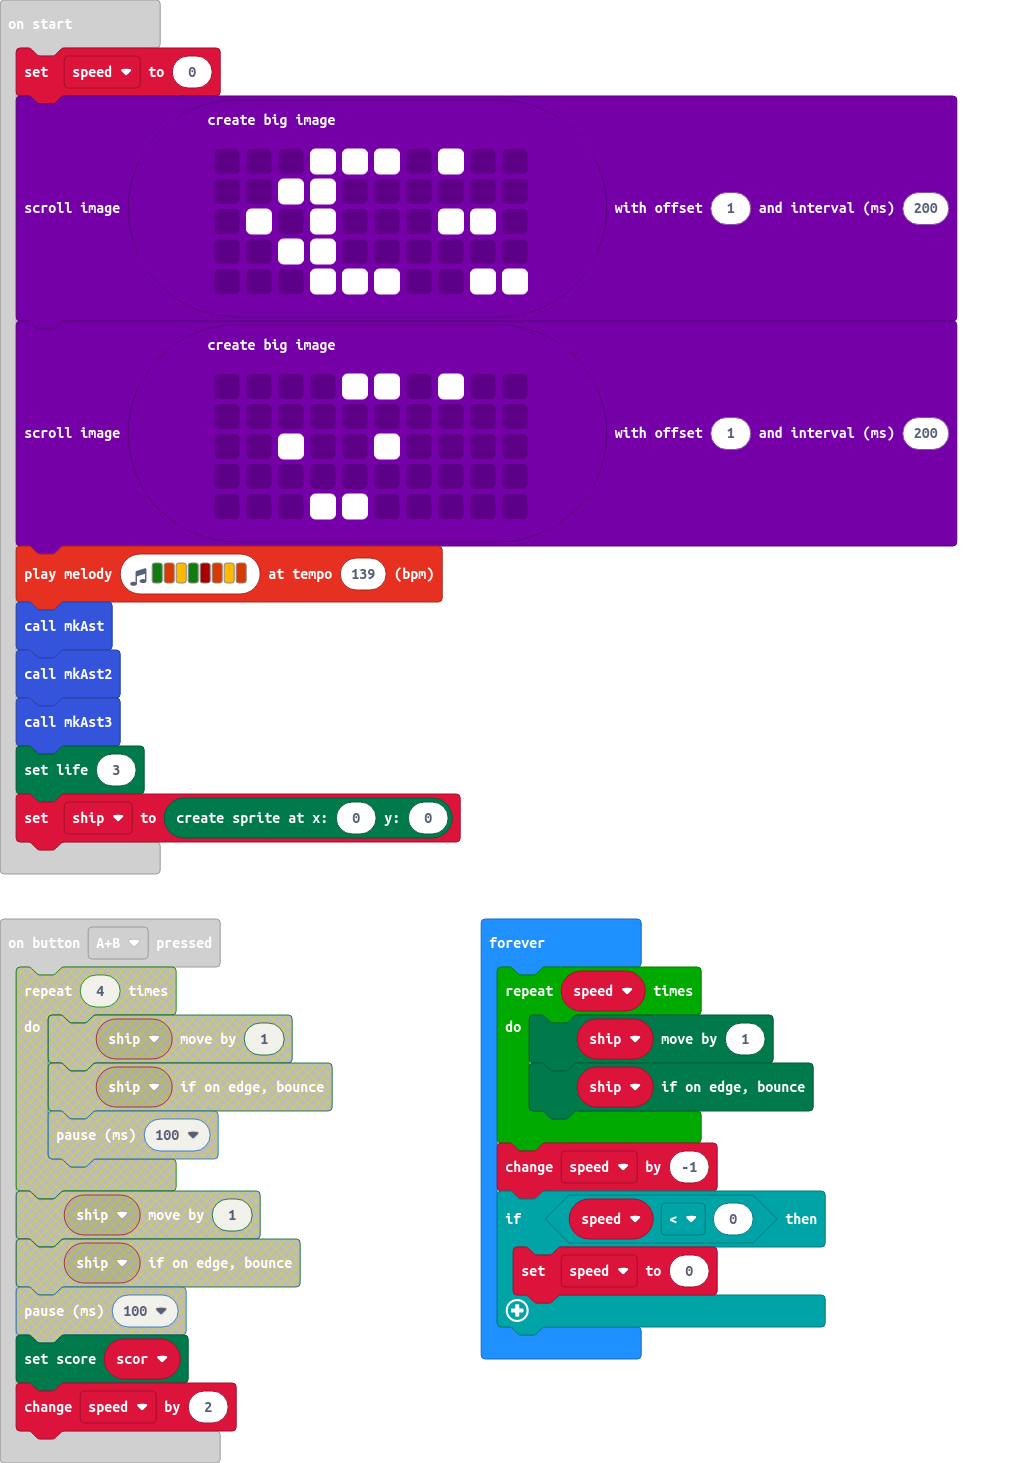 on start
set speed to 0
create big image
scroll image with offset 1 and interval (ms) 200
create big image
scroll image with offset 1 and interval (ms) 200
play melody at tempo 139 (bpm)
call mkAst
call mkAst2
call mkAst3
set life 3
set ship to create sprite at x: 0 y: 0
on button A+B pressed
repeat 4 times
do
ship move by 1
ship if on edge, bounce
pause (ms) 100
ship move by 1
ship if on edge, bounce
pause (ms) 100
set score scor
change speed by 2
forever
repeat speed times
do
ship move by 1
ship if on edge, bounce
change speed by -1
if speed < 0 then
set speed to 0